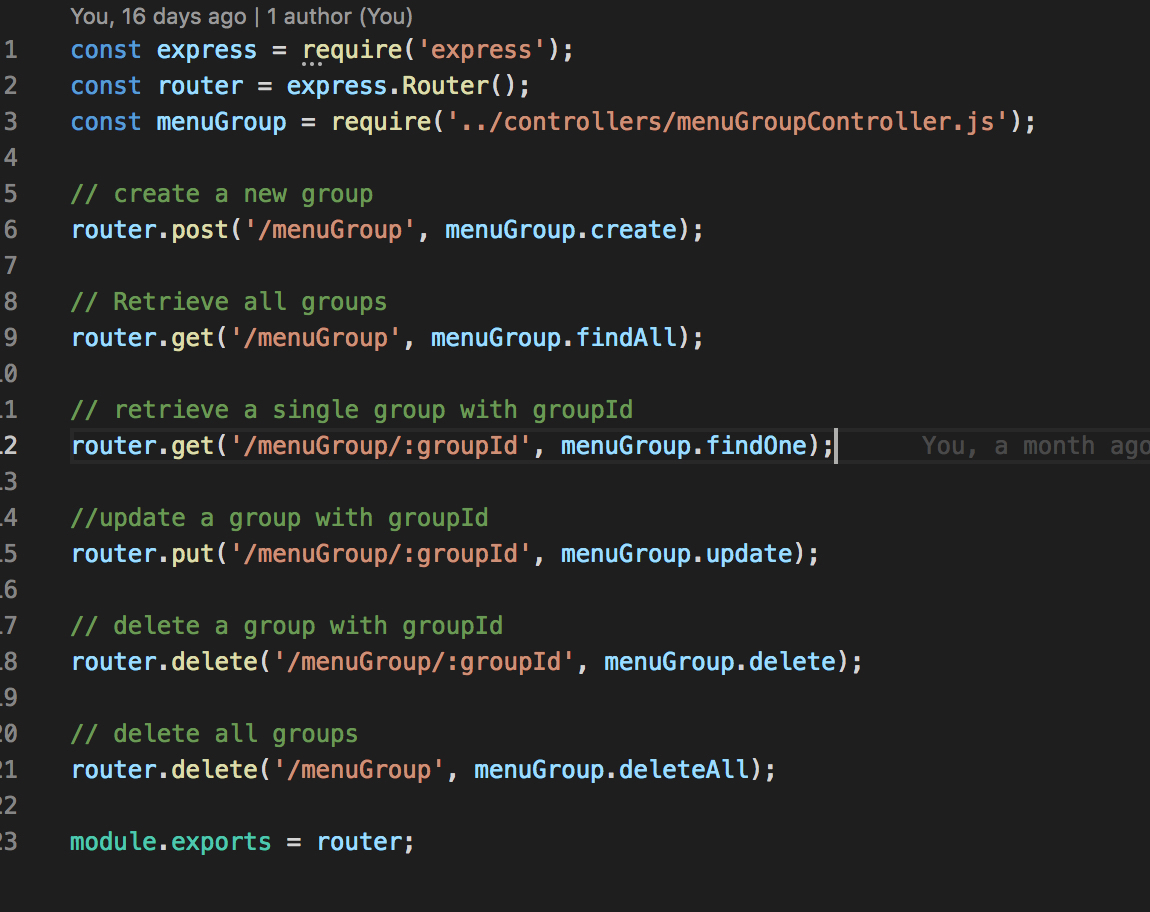 You, 16 days ago | 1 author (You)
1 const express = require('express');
2 const router = express.Router();
3 const menuGroup = require('../controllers/menuGroupController.js');
4
5 // create a new group
6 router.post('/menuGroup', menuGroup.create);
7
8 // Retrieve all groups
9 router.get('/menuGroup', menuGroup.findAll);
10
11 // retrieve a single group with groupId
12 router.get('/menuGroup/:groupId', menuGroup.findOne); You, a month ago
13
14 //update a group with groupId
15 router.put('/menuGroup/:groupId', menuGroup.update);
16
17 // delete a group with groupId
18 router.delete('/menuGroup/:groupId', menuGroup.delete);
19
20 // delete all groups
21 router.delete('/menuGroup', menuGroup.deleteAll);
22
23 module.exports = router;